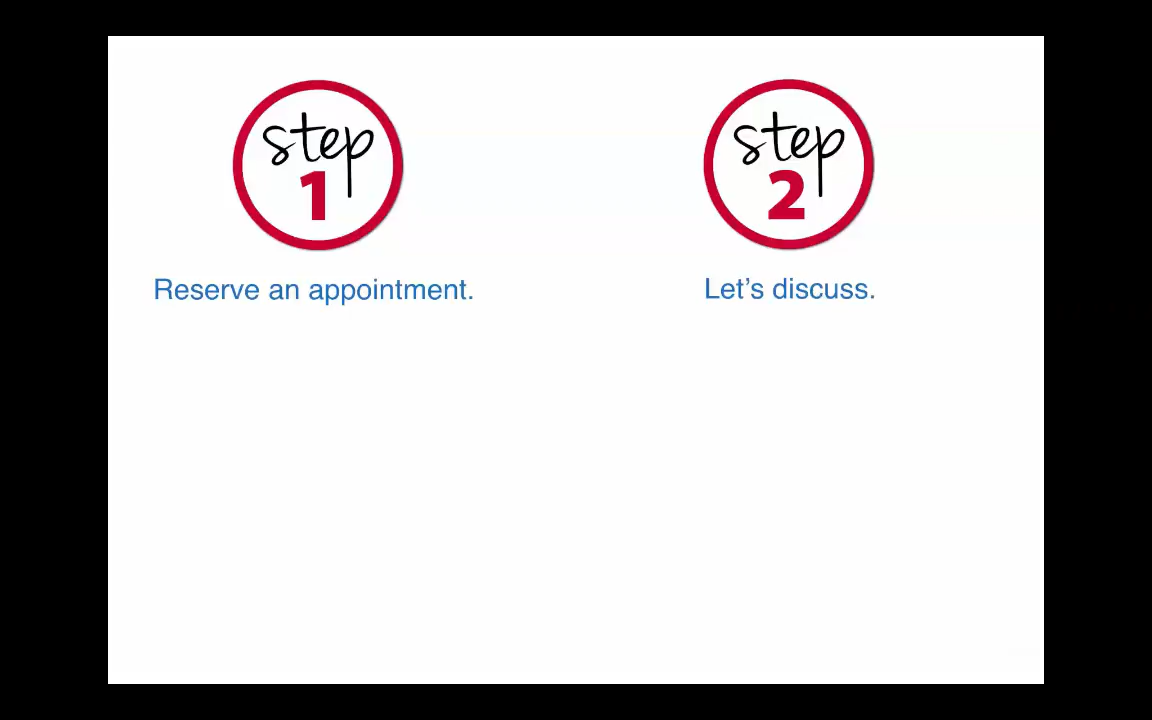 step
1
Reserve an appointment.
step
2
Let’s discuss.